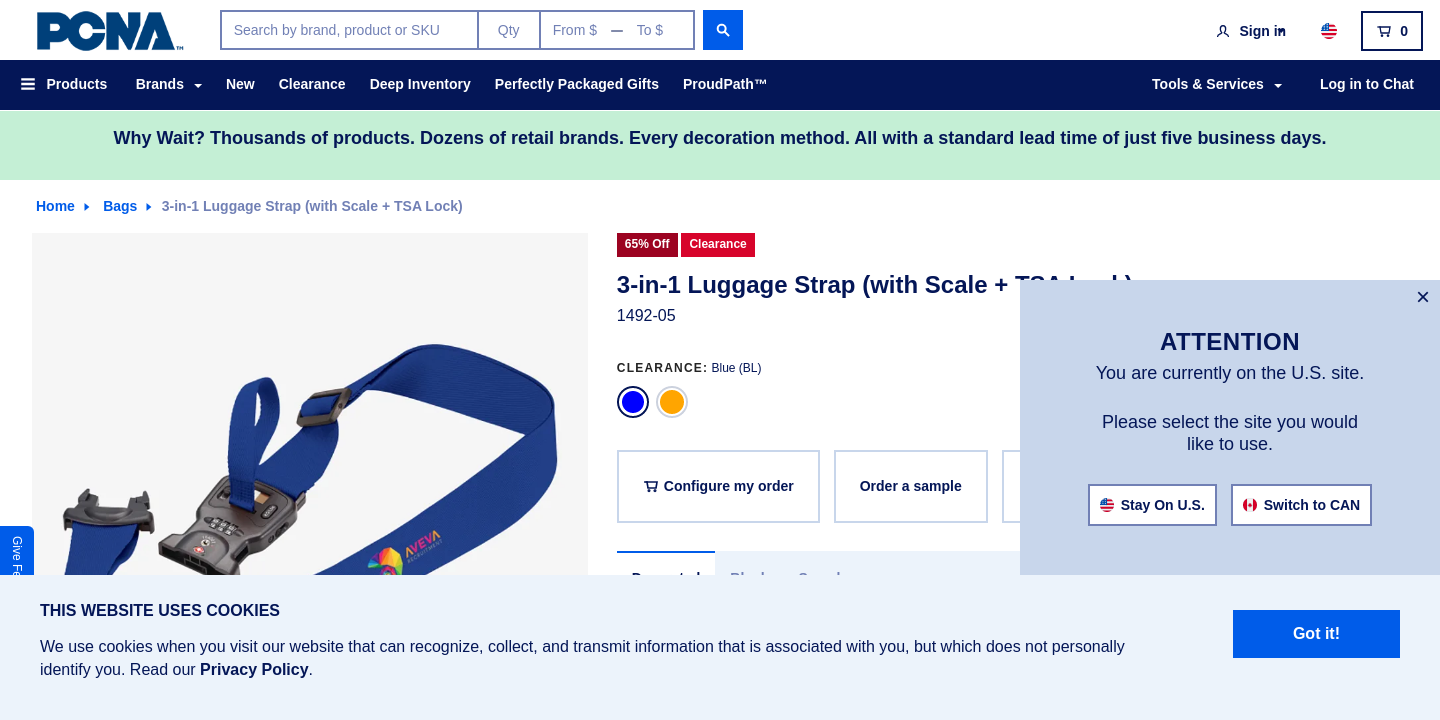 PCNA™
Search by brand, product or SKU
Qty
From $ — To $
Sign in
0
Products
Brands
New
Clearance
Deep Inventory
Perfectly Packaged Gifts
ProudPath™
Tools & Services
Log in to Chat
Why Wait? Thousands of products. Dozens of retail brands. Every decoration method. All with a standard lead time of just five business days.
Home Bags 3-in-1 Luggage Strap (with Scale + TSA Lock)
65% Off Clearance
3-in-1 Luggage Strap (with Scale +
1492-05
CLEARANCE: Blue (BL)
Configure my order
Order a sample
×
ATTENTION
You are currently on the U.S. site.
Please select the site you would
like to use.
Stay On U.S.
Switch to CAN
AVEVA
RECRUITMENT
Give
THIS WEBSITE USES COOKIES
We use cookies when you visit our website that can recognize, collect, and transmit information that is associated with you, but which does not personally
identify you. Read our Privacy Policy.
Got it!